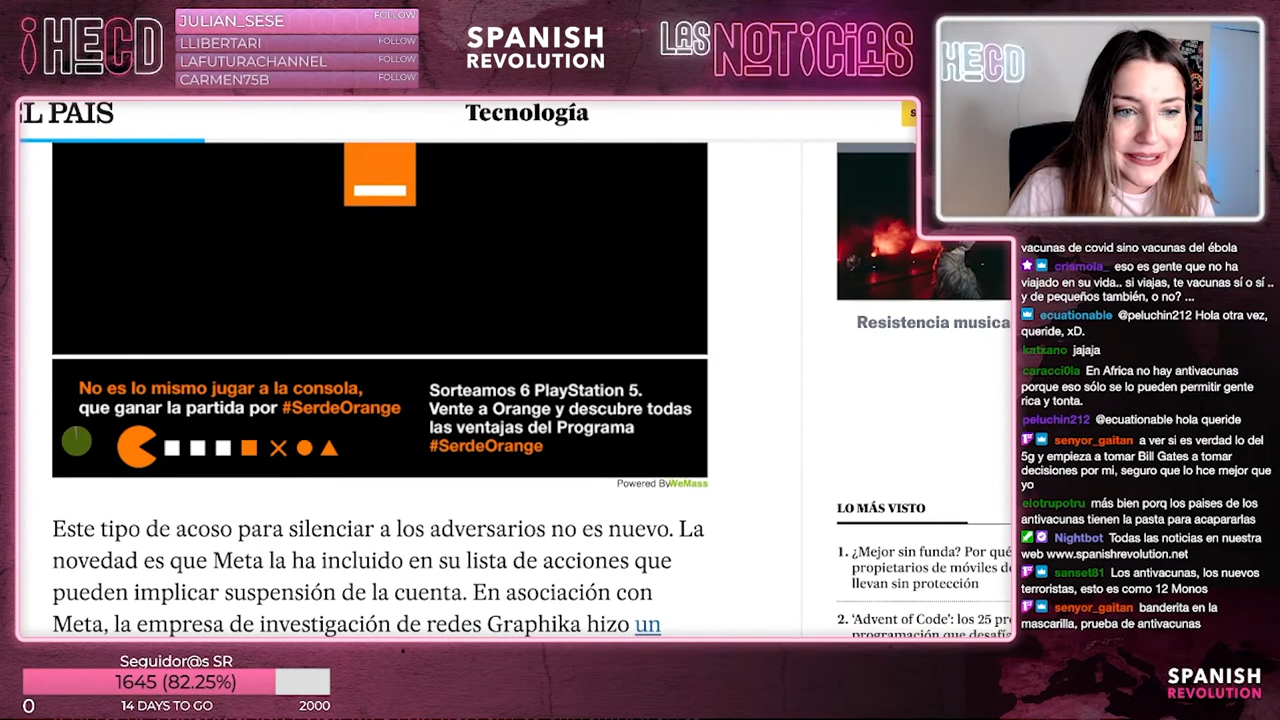 ¡HECD
JULIAN_SESE FOLLOW
LLIBERTARI FOLLOW
LAFUTURACHANNEL FOLLOW
CARMEN75B FOLLOW
SPANISH
REVOLUTION
LAS NOTICIAS
HECD
EL PAIS
Tecnología
S
No es lo mismo jugar a la consola,
que ganar la partida por #SerdeOrange
Sorteamos 6 PlayStation 5.
Vente a Orange y descubre todas
las ventajas del Programa
#SerdeOrange
Powered By WeMass
Este tipo de acoso para silenciar a los adversarios no es nuevo. La
novedad es que Meta la ha incluido en su lista de acciones que
pueden implicar suspensión de la cuenta. En asociación con
Meta, la empresa de investigación de redes Graphika hizo un
Resistencia musica
LO MÁS VISTO
1. ¿Mejor sin funda? Por qué
propietarios de móviles d
llevan sin protección
2. ‘Advent of Code’: los 25 pr
programación que desafí
vacunas de covid sino vacunas del ébola
crismola_ eso es gente que no ha
viajado en su vida.. si viajas, te vacunas sí o sí ..
y de pequeños también, o no? ...
ecuationable @peluchin212 Hola otra vez,
queride, xD.
katxano jajaja
caracci0la En Africa no hay antivacunas
porque eso sólo se lo pueden permitir gente
rica y tonta.
peluchin212 @ecuationable hola queride
senyor_gaitan a ver si es verdad lo del
5g y empieza a tomar Bill Gates a tomar
decisiones por mi, seguro que lo hce mejor que
yo
elotrupotru más bien porq los paises de los
antivacunas tienen la pasta para acapararlas
Nightbot Todas las noticias en nuestra
web www.spanishrevolution.net
sanset81 Los antivacunas, los nuevos
terroristas, esto es como 12 Monos
senyor_gaitan banderita en la
mascarilla, prueba de antivacunas
Seguidor@s SR
1645 (82.25%)
0 14 DAYS TO GO 2000
SPANISH
REVOLUTION